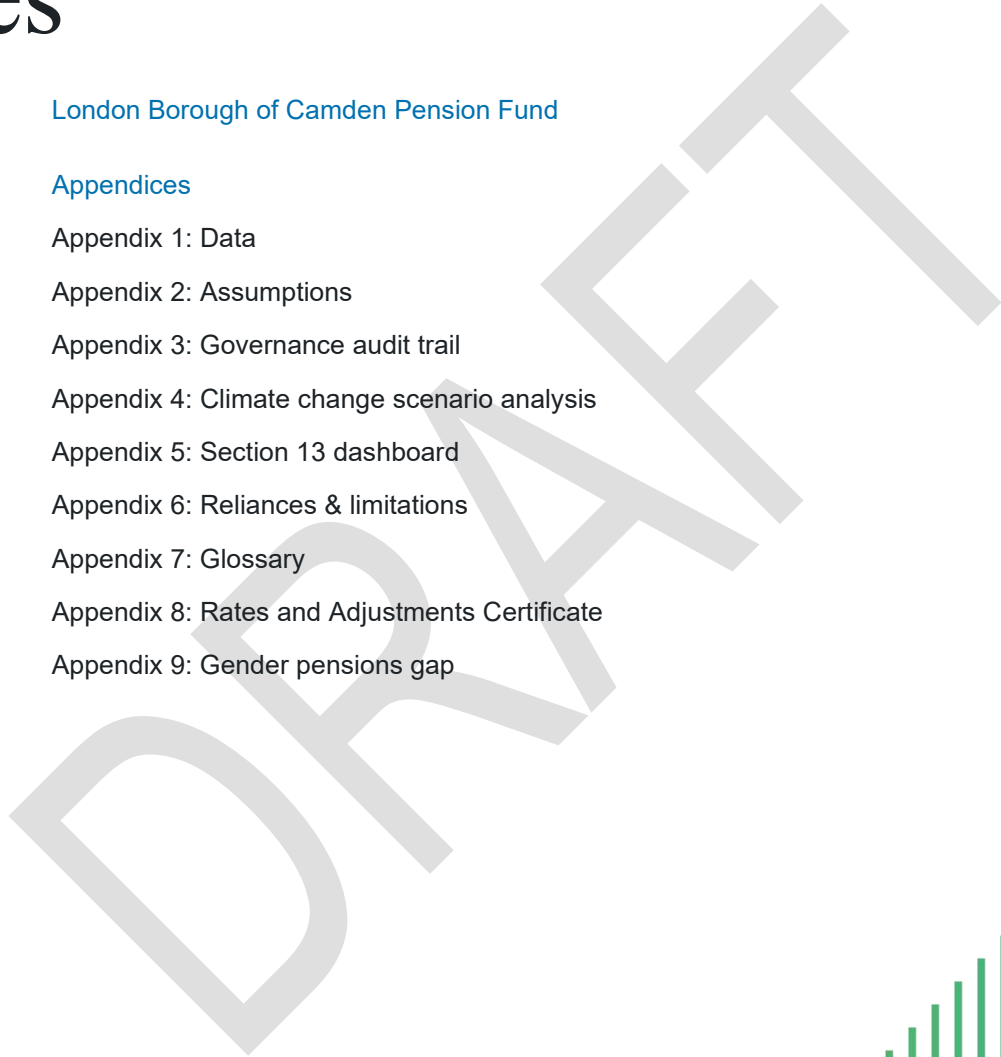 es
London Borough of Camden Pension Fund
Appendices
Appendix 1: Data
Appendix 2: Assumptions
Appendix 3: Governance audit trail
Appendix 4: Climate change scenario analysis
Appendix 5: Section 13 dashboard
Appendix 6: Reliances & limitations
Appendix 7: Glossary
Appendix 8: Rates and Adjustments Certificate
Appendix 9: Gender pensions gap
DRAFT